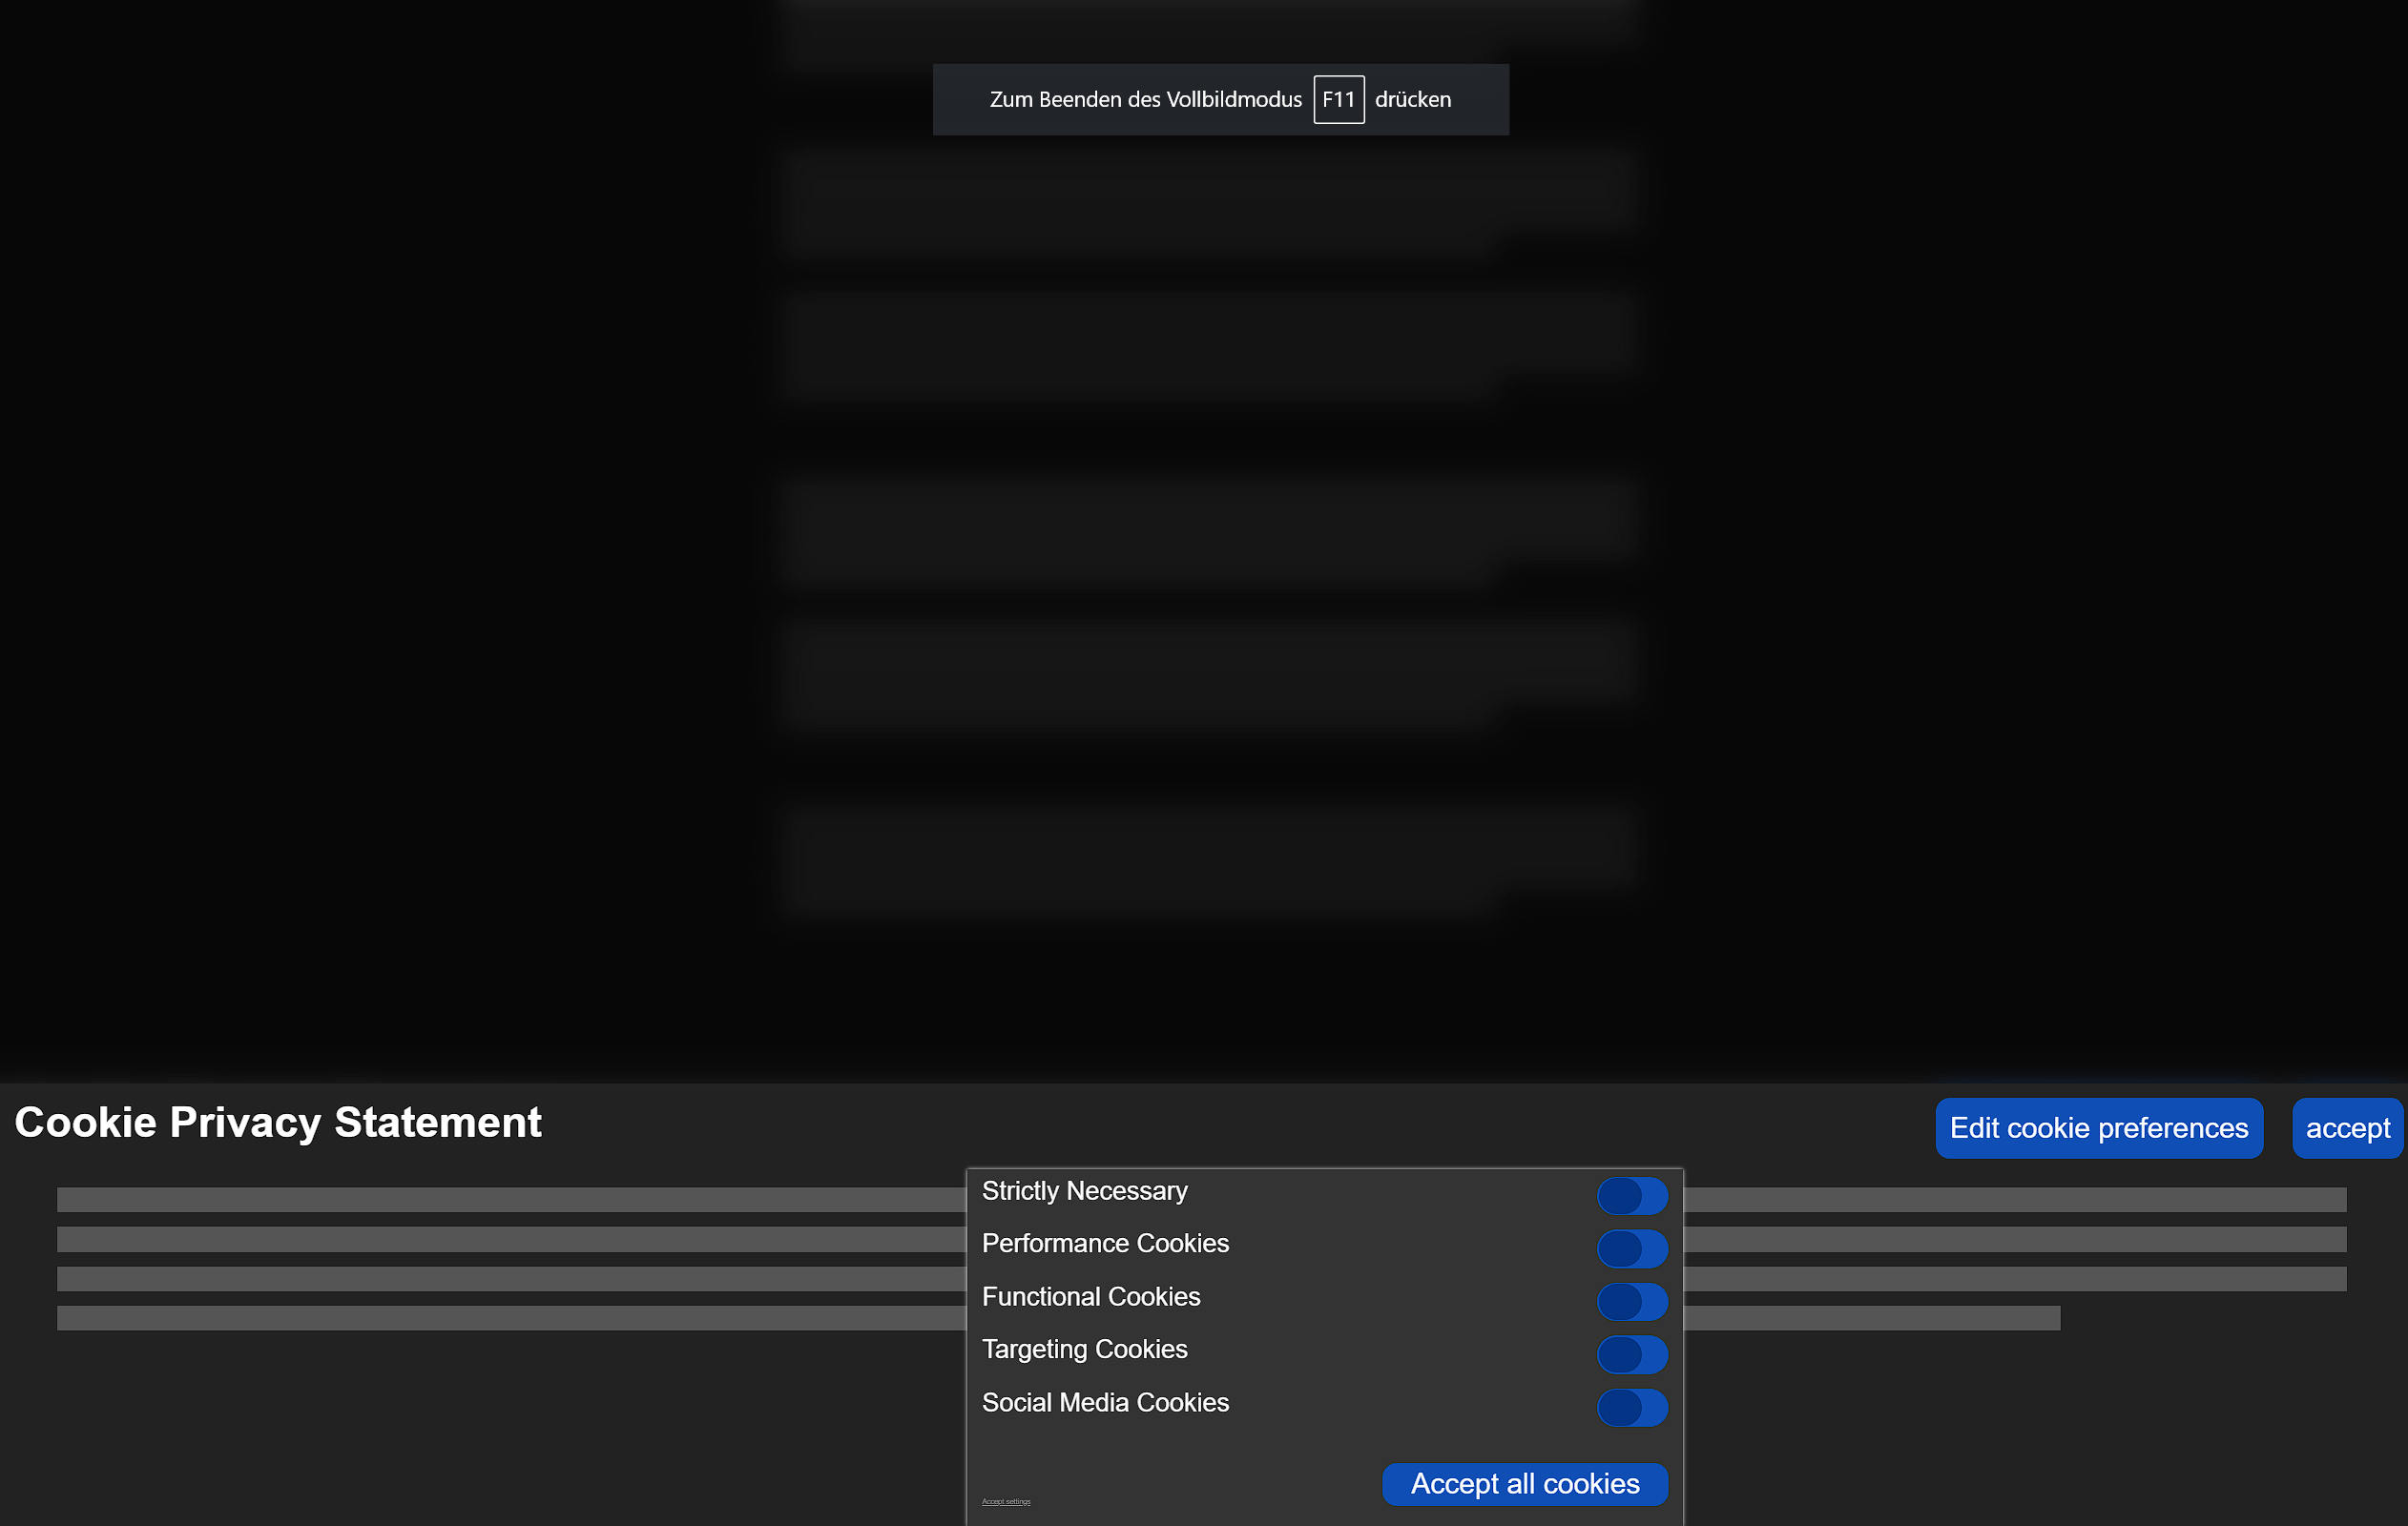 Zum Beenden des Vollbildmodus F11 drücken
Cookie Privacy Statement
Edit cookie preferences
accept
Strictly Necessary
Performance Cookies
Functional Cookies
Targeting Cookies
Social Media Cookies
Accept all cookies
Accept settings